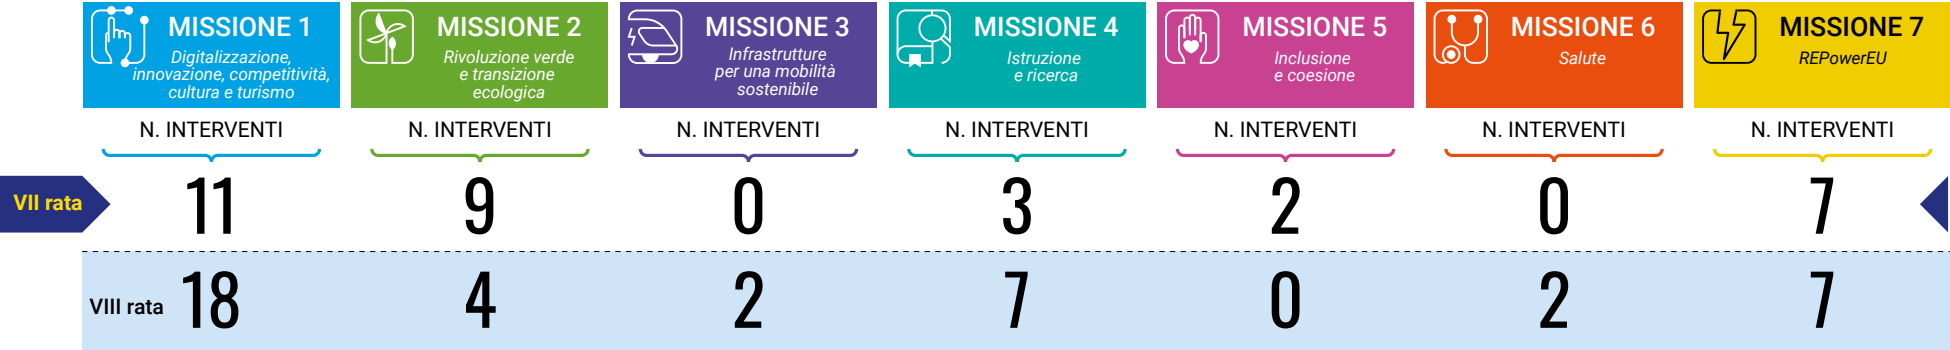 MISSIONE 1
Digitalizzazione,
innovazione, competitività,
cultura e turismo
MISSIONE 2
Rivoluzione verde
e transizione
ecologica
MISSIONE 3
Infrastrutture
per una mobilità
sostenibile
MISSIONE 4
Istruzione
e ricerca
MISSIONE 5
Inclusione
e coesione
MISSIONE 6
Salute
MISSIONE 7
REPowerEU
N. INTERVENTI N. INTERVENTI N. INTERVENTI N. INTERVENTI N. INTERVENTI N. INTERVENTI N. INTERVENTI
VII rata 11 9 0 3 2 0 7
VIII rata 18 4 2 7 0 2 7